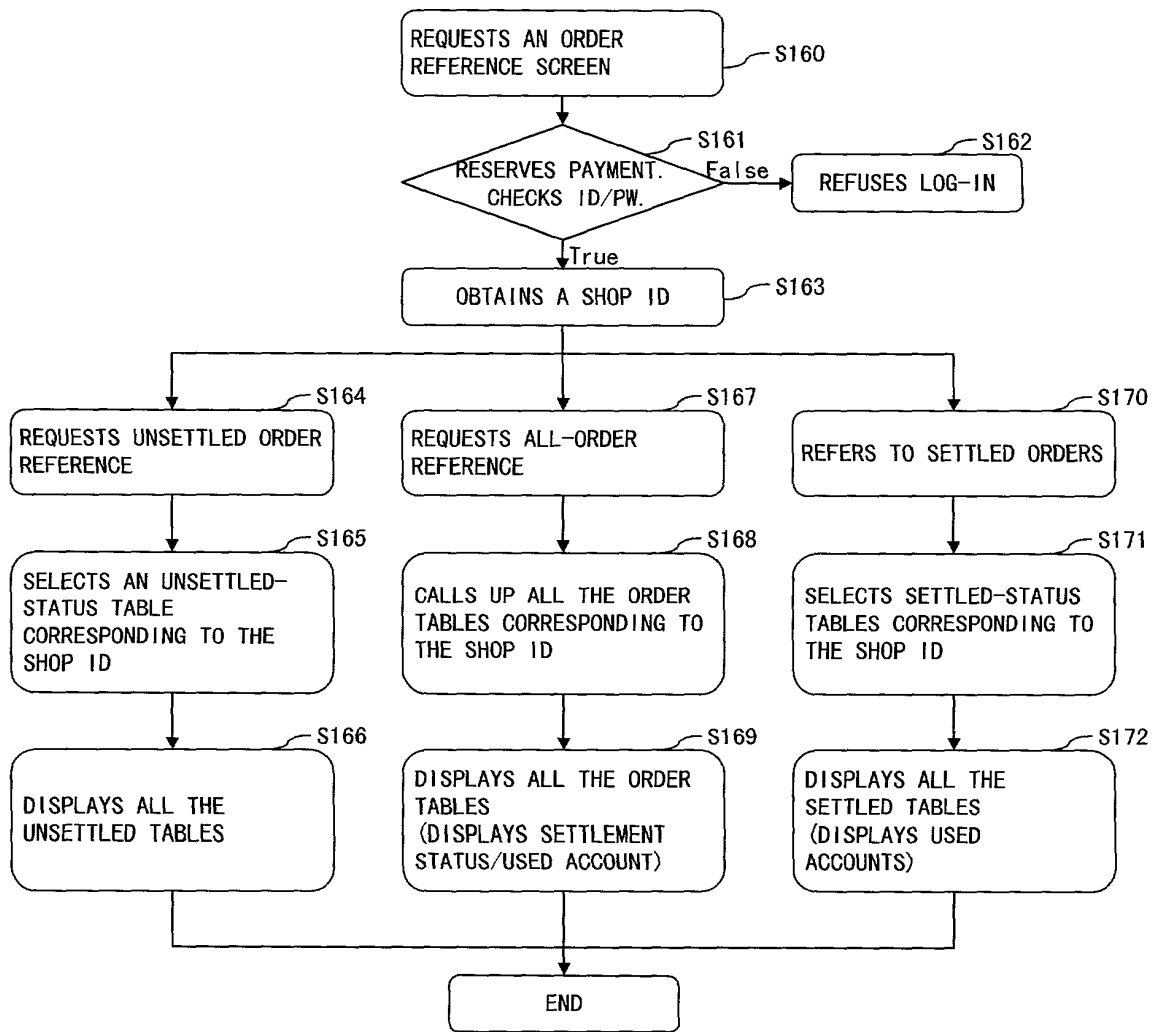 REQUESTS AN ORDER
REFERENCE SCREEN
S160
RESERVES PAYMENT.
CHECKS ID/PW.
S161
False
S162
REFUSES LOG-IN
True
OBTAINS A SHOP ID
S163
S164
REQUESTS UNSETTLED ORDER
REFERENCE
S167
REQUESTS ALL-ORDER
REFERENCE
S170
REFERS TO SETTLED ORDERS
S165
SELECTS AN UNSETTLED-
STATUS TABLE
CORRESPONDING TO THE
SHOP ID
S168
CALLS UP ALL THE ORDER
TABLES CORRESPONDING TO
THE SHOP ID
S171
SELECTS SETTLED-STATUS
TABLES CORRESPONDING TO
THE SHOP ID
S166
DISPLAYS ALL THE
UNSETTLED TABLES
S169
DISPLAYS ALL THE ORDER
TABLES
(DISPLAYS SETTLEMENT
STATUS/USED ACCOUNT)
S172
DISPLAYS ALL THE
SETTLED TABLES
(DISPLAYS USED
ACCOUNTS)
END